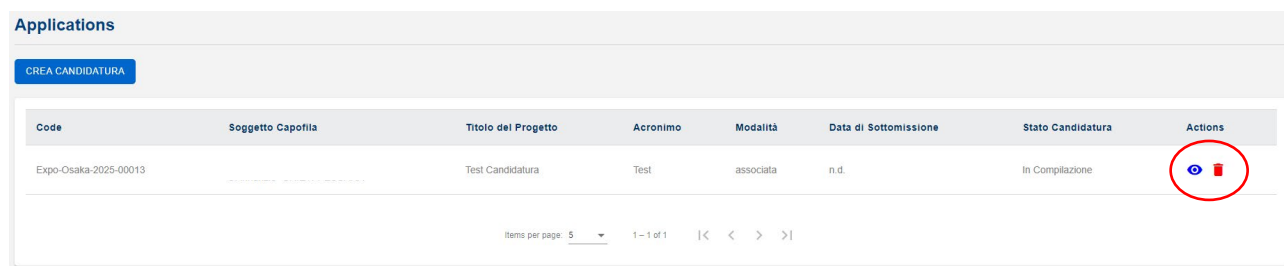 Applications
CREA CANDIDATURA
Code Soggetto Capofila Titolo del Progetto Acronimo Modalità Data di Sottomissione Stato Candidatura Actions
Expo-Osaka-2025-00013 Test Candidatura Test associata n.d. In Compilazione
Items per page: 5 1 – 1 of 1